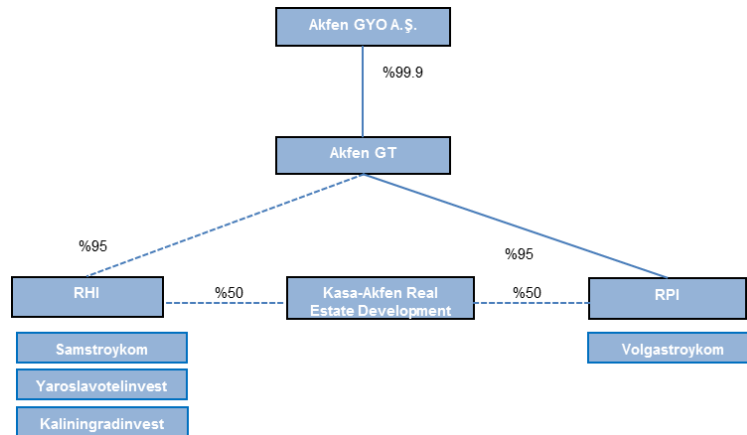 Akfen GYO A.Ş.
%99.9
Akfen GT
%95
%95
RHI
%50
Kasa-Akfen Real
Estate Development
%50
RPI
Samstroykom
Volgastroykom
Yaroslavotelinvest
Kaliningradinvest